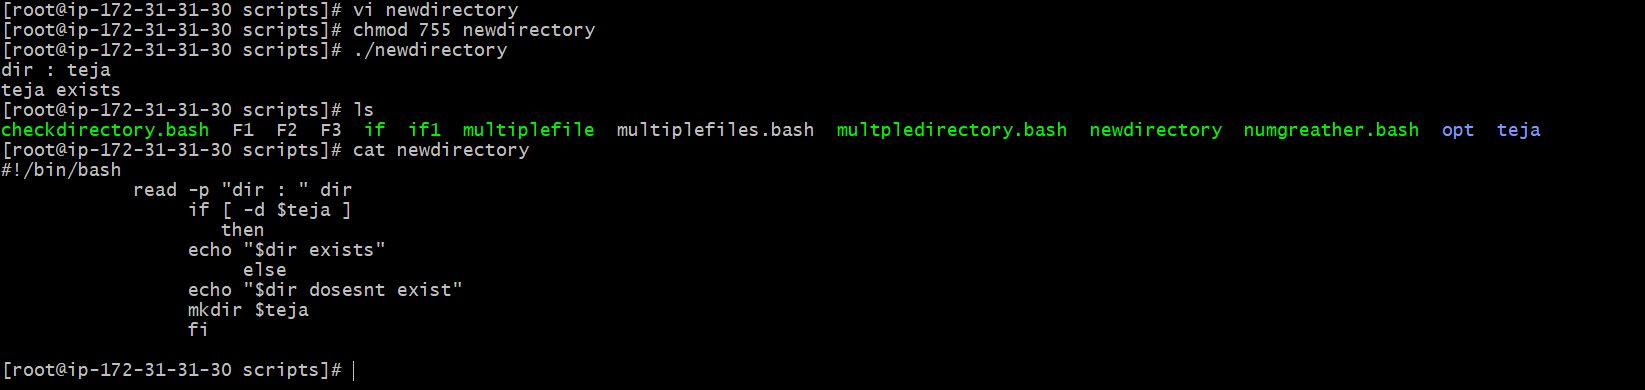 [root@ip-172-31-31-30 scripts]# vi newdirectory
[root@ip-172-31-31-30 scripts]# chmod 755 newdirectory
[root@ip-172-31-31-30 scripts]# ./newdirectory
dir : teja
teja exists
[root@ip-172-31-31-30 scripts]# ls
checkdirectory.bash  F1  F2  F3  if  if1  multiplefile  multiplefiles.bash  multpledirectory.bash  newdirectory  numgreather.bash  opt  teja
[root@ip-172-31-31-30 scripts]# cat newdirectory
#!/bin/bash
            read -p "dir : " dir
                 if [ -d $teja ]
                    then
                 echo "$dir exists"
                      else
                 echo "$dir dosesnt exist"
                 mkdir $teja
                 fi
[root@ip-172-31-31-30 scripts]#